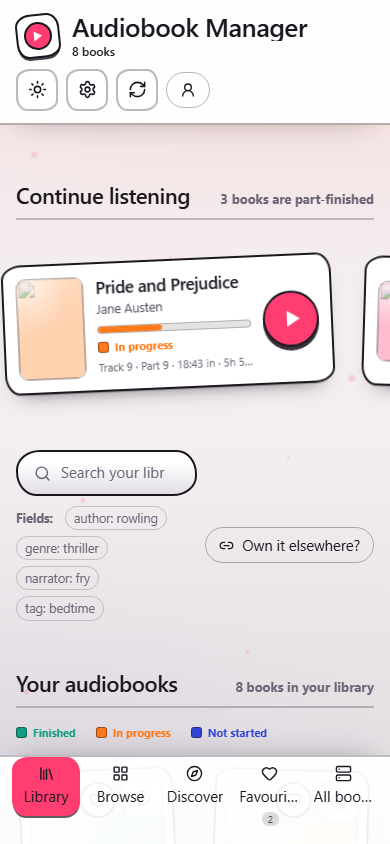 Audiobook Manager
8 books
Continue listening
3 books are part-finished
Pride and Prejudice
Jane Austen
In progress
Track 9 · Part 9 · 18:43 in · 5h 5...
Search your libr
Fields: author: rowling
genre: thriller
narrator: fry
tag: bedtime
Own it elsewhere?
Your audiobooks
8 books in your library
Finished
In progress
Not started
Library
Browse
Discover
Favouri...
All boo...
2